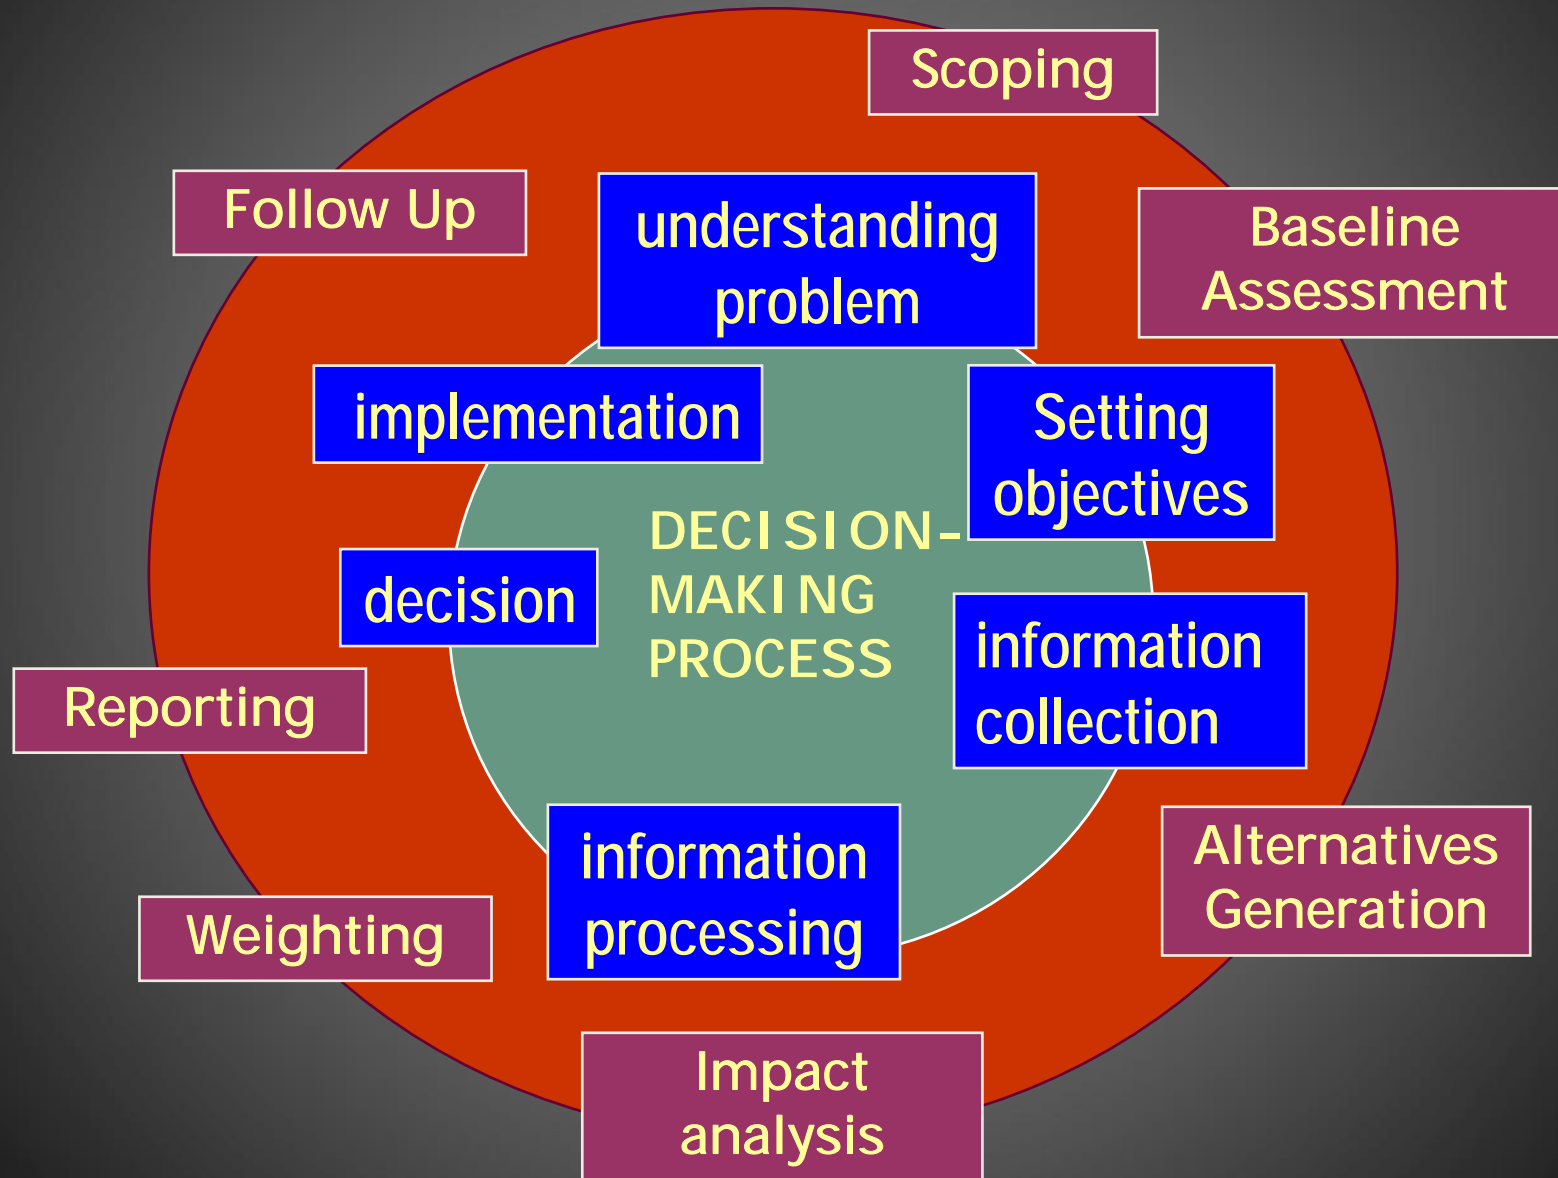 Scoping
Follow Up
understanding
problem
Baseline
Assessment
implementation
Setting
objectives
DECISION-
MAKING
PROCESS
decision
information
collection
Reporting
information
processing
Alternatives
Generation
Weighting
Impact
analysis